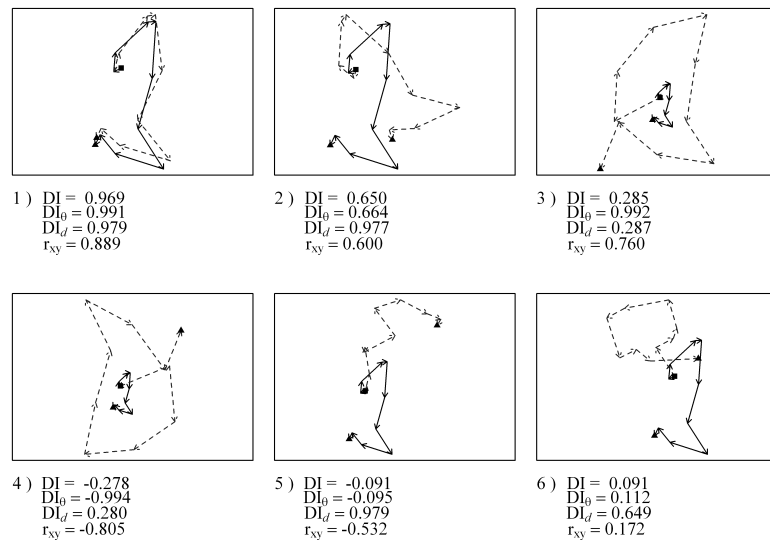 1 ) DI = 0.969
DIθ = 0.991
DId = 0.979
rxy = 0.889
2 ) DI = 0.650
DIθ = 0.664
DId = 0.977
rxy = 0.600
3 ) DI = 0.285
DIθ = 0.992
DId = 0.287
rxy = 0.760
4 ) DI = -0.278
DIθ = -0.994
DId = 0.280
rxy = -0.805
5 ) DI = -0.091
DIθ = -0.095
DId = 0.979
rxy = -0.532
6 ) DI = 0.091
DIθ = 0.112
DId = 0.649
rxy = 0.172